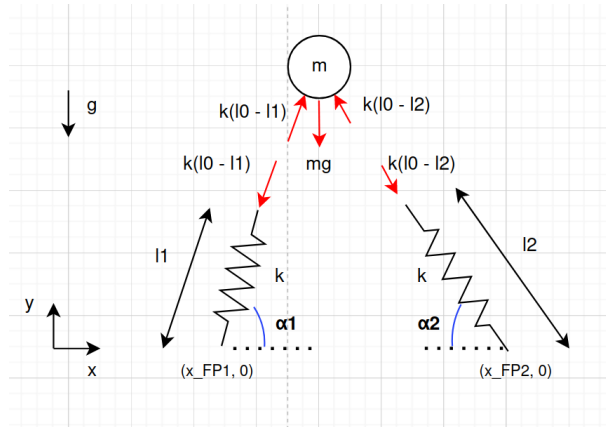 m
g
k(l0 - l1)
k(l0 - l2)
k(l0 - l1)
mg
k(l0 - l2)
l1
l2
k
k
y
α1
α2
x
(x_FP1, 0)
(x_FP2, 0)